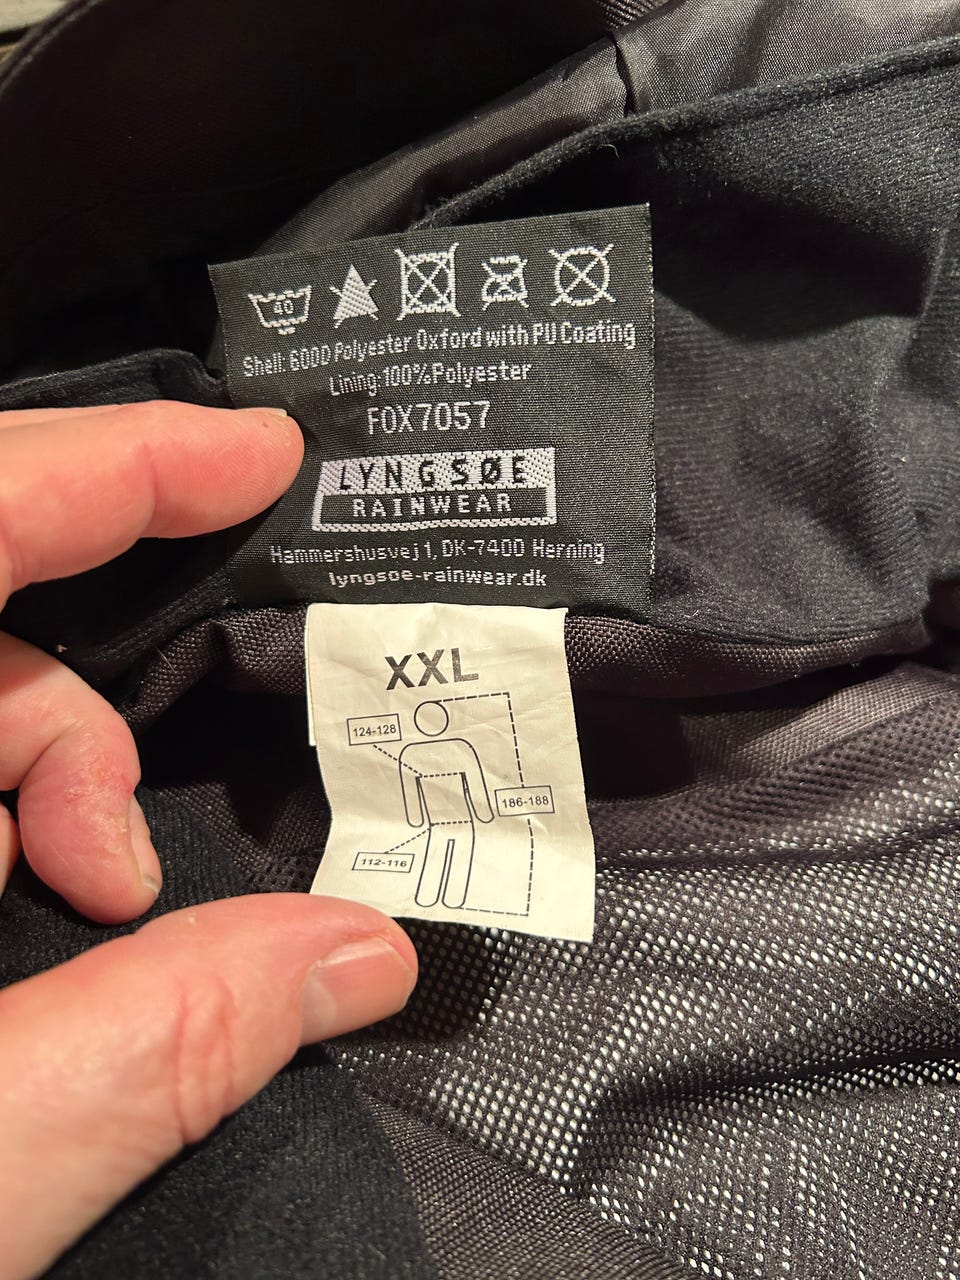 40
Shell: 600D Polyester Oxford with PU Coating
Lining:100%Polyester
FOX7057
LYNGSØE
RAINWEAR
Hammershusvej 1, DK-7400 Herning
lyngsoe-rainwear.dk
XXL
124-128
186-188
112-116